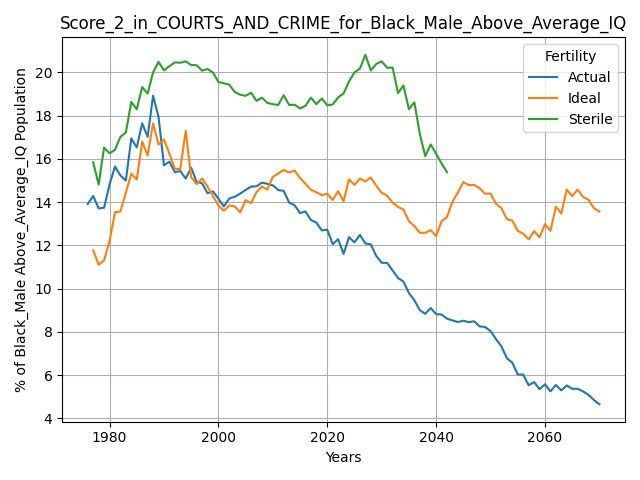 Score_2_in_COURTS_AND_CRIME_for_Black_Male_Above_Average_IQ
Fertility
Actual
Ideal
Sterile
% of Black_Male Above_Average_IQ Population
20
18
16
14
12
10
8
6
4
1980 2000 2020 2040 2060
Years